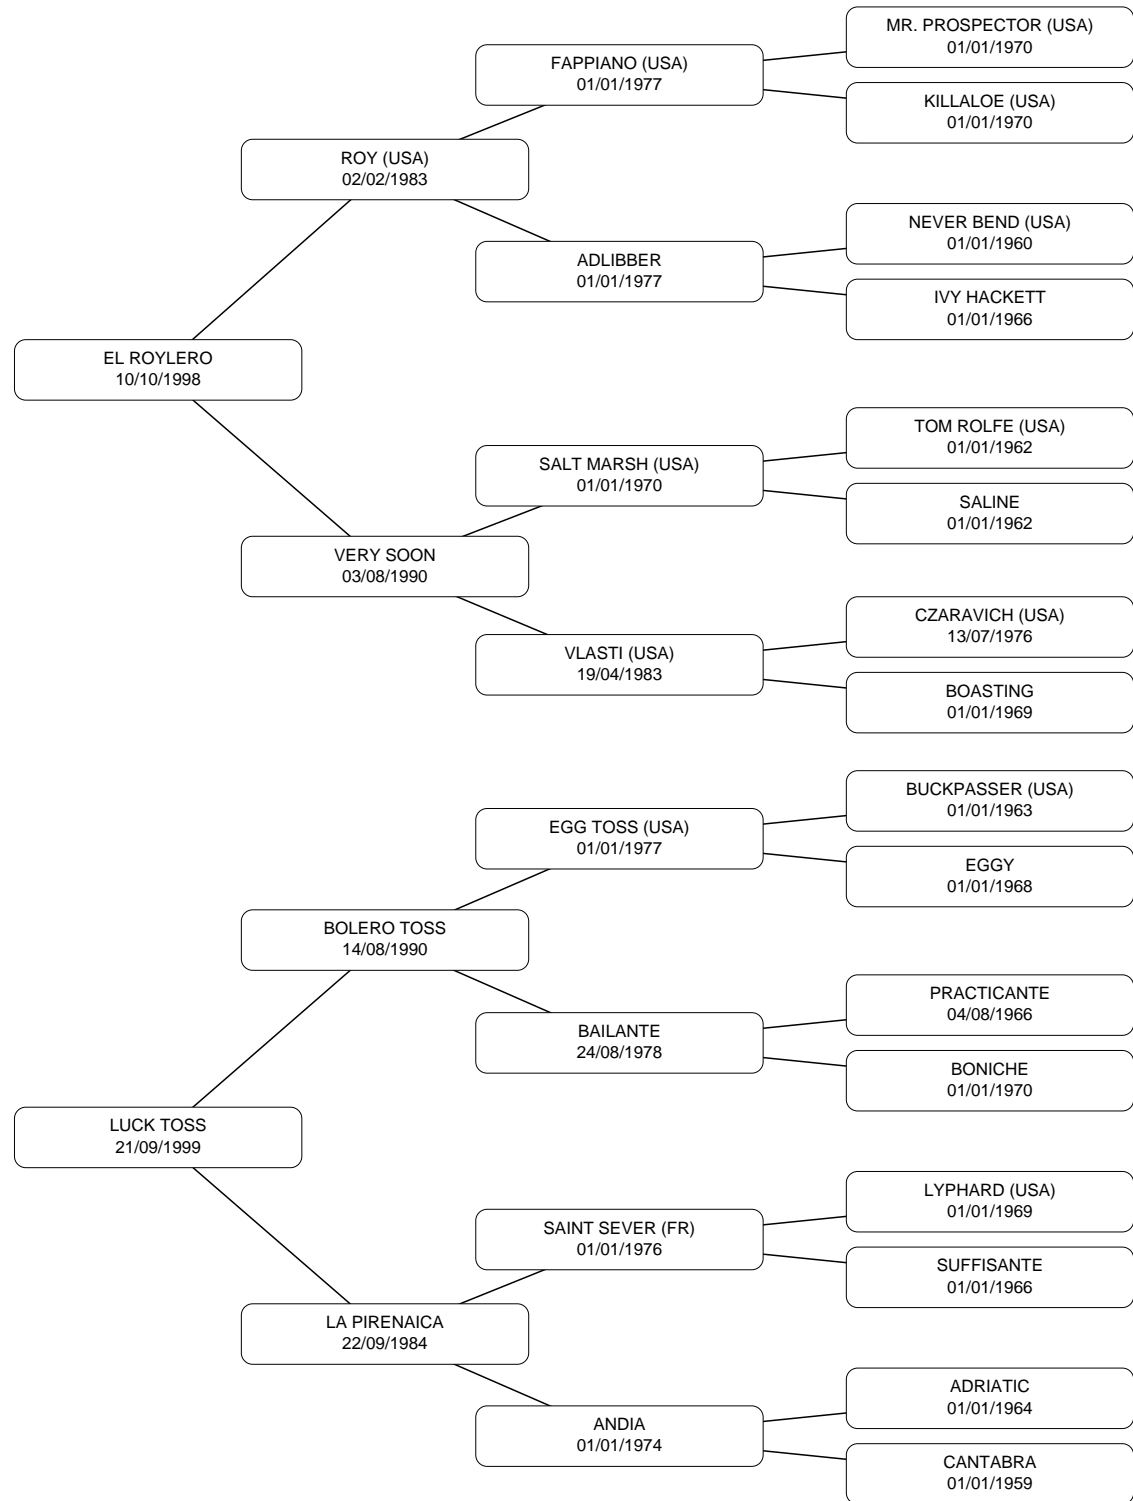 MR. PROSPECTOR (USA)
01/01/1970
FAPPIANO (USA)
01/01/1977
KILLALOE (USA)
01/01/1970
ROY (USA)
02/02/1983
NEVER BEND (USA)
01/01/1960
ADLIBBER
01/01/1977
IVY HACKETT
01/01/1966
EL ROYLERO
10/10/1998
TOM ROLFE (USA)
01/01/1962
SALT MARSH (USA)
01/01/1970
SALINE
01/01/1962
VERY SOON
03/08/1990
CZARAVICH (USA)
13/07/1976
VLASTI (USA)
19/04/1983
BOASTING
01/01/1969
BUCKPASSER (USA)
01/01/1963
EGG TOSS (USA)
01/01/1977
EGGY
01/01/1968
BOLERO TOSS
14/08/1990
PRACTICANTE
04/08/1966
BAILANTE
24/08/1978
BONICHE
01/01/1970
LUCK TOSS
21/09/1999
LYPHARD (USA)
01/01/1969
SAINT SEVER (FR)
01/01/1976
SUFFISANTE
01/01/1966
LA PIRENAICA
22/09/1984
ADRIATIC
01/01/1964
ANDIA
01/01/1974
CANTABRA
01/01/1959